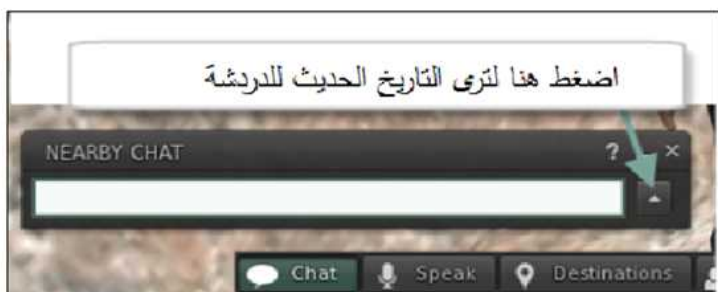 اضغط هنا لترى التاريخ الحديث للدردشة
NEARBY CHAT ? ×
Chat Speak Destinations